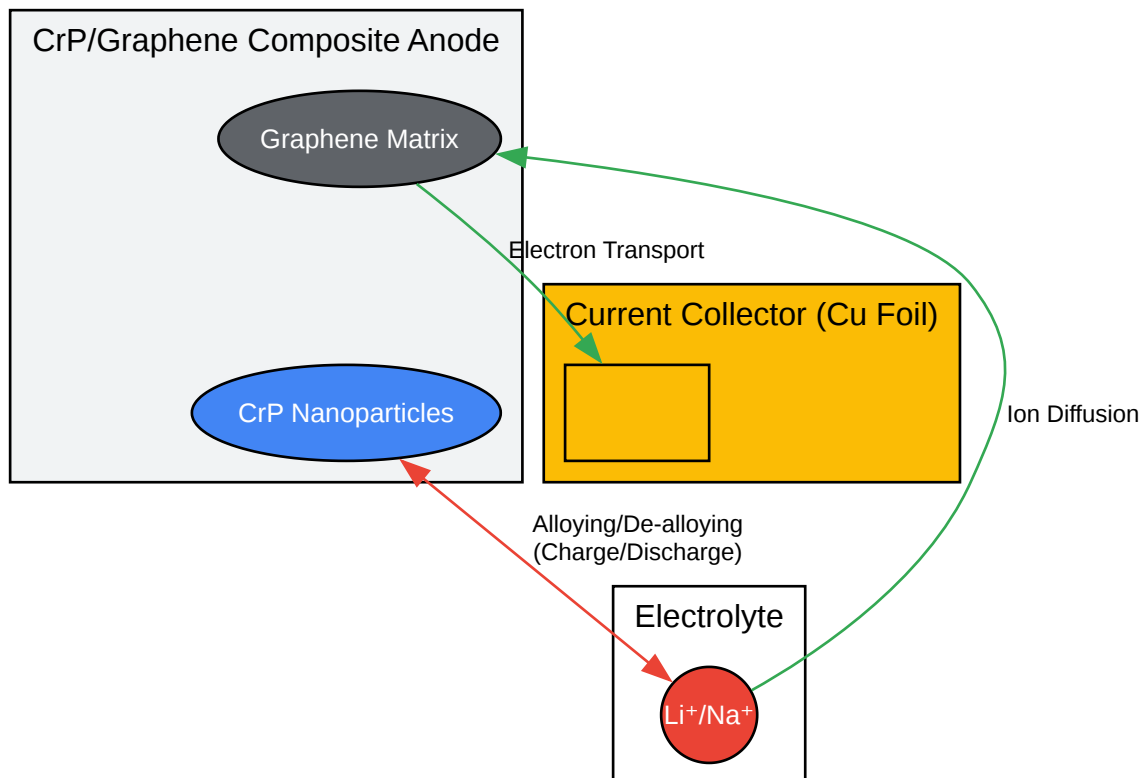 CrP/Graphene Composite Anode
Graphene Matrix
Electron Transport
Current Collector (Cu Foil)
CrP Nanoparticles
Ion Diffusion
Alloying/De-alloying
(Charge/Discharge)
Electrolyte
Li⁺/Na⁺